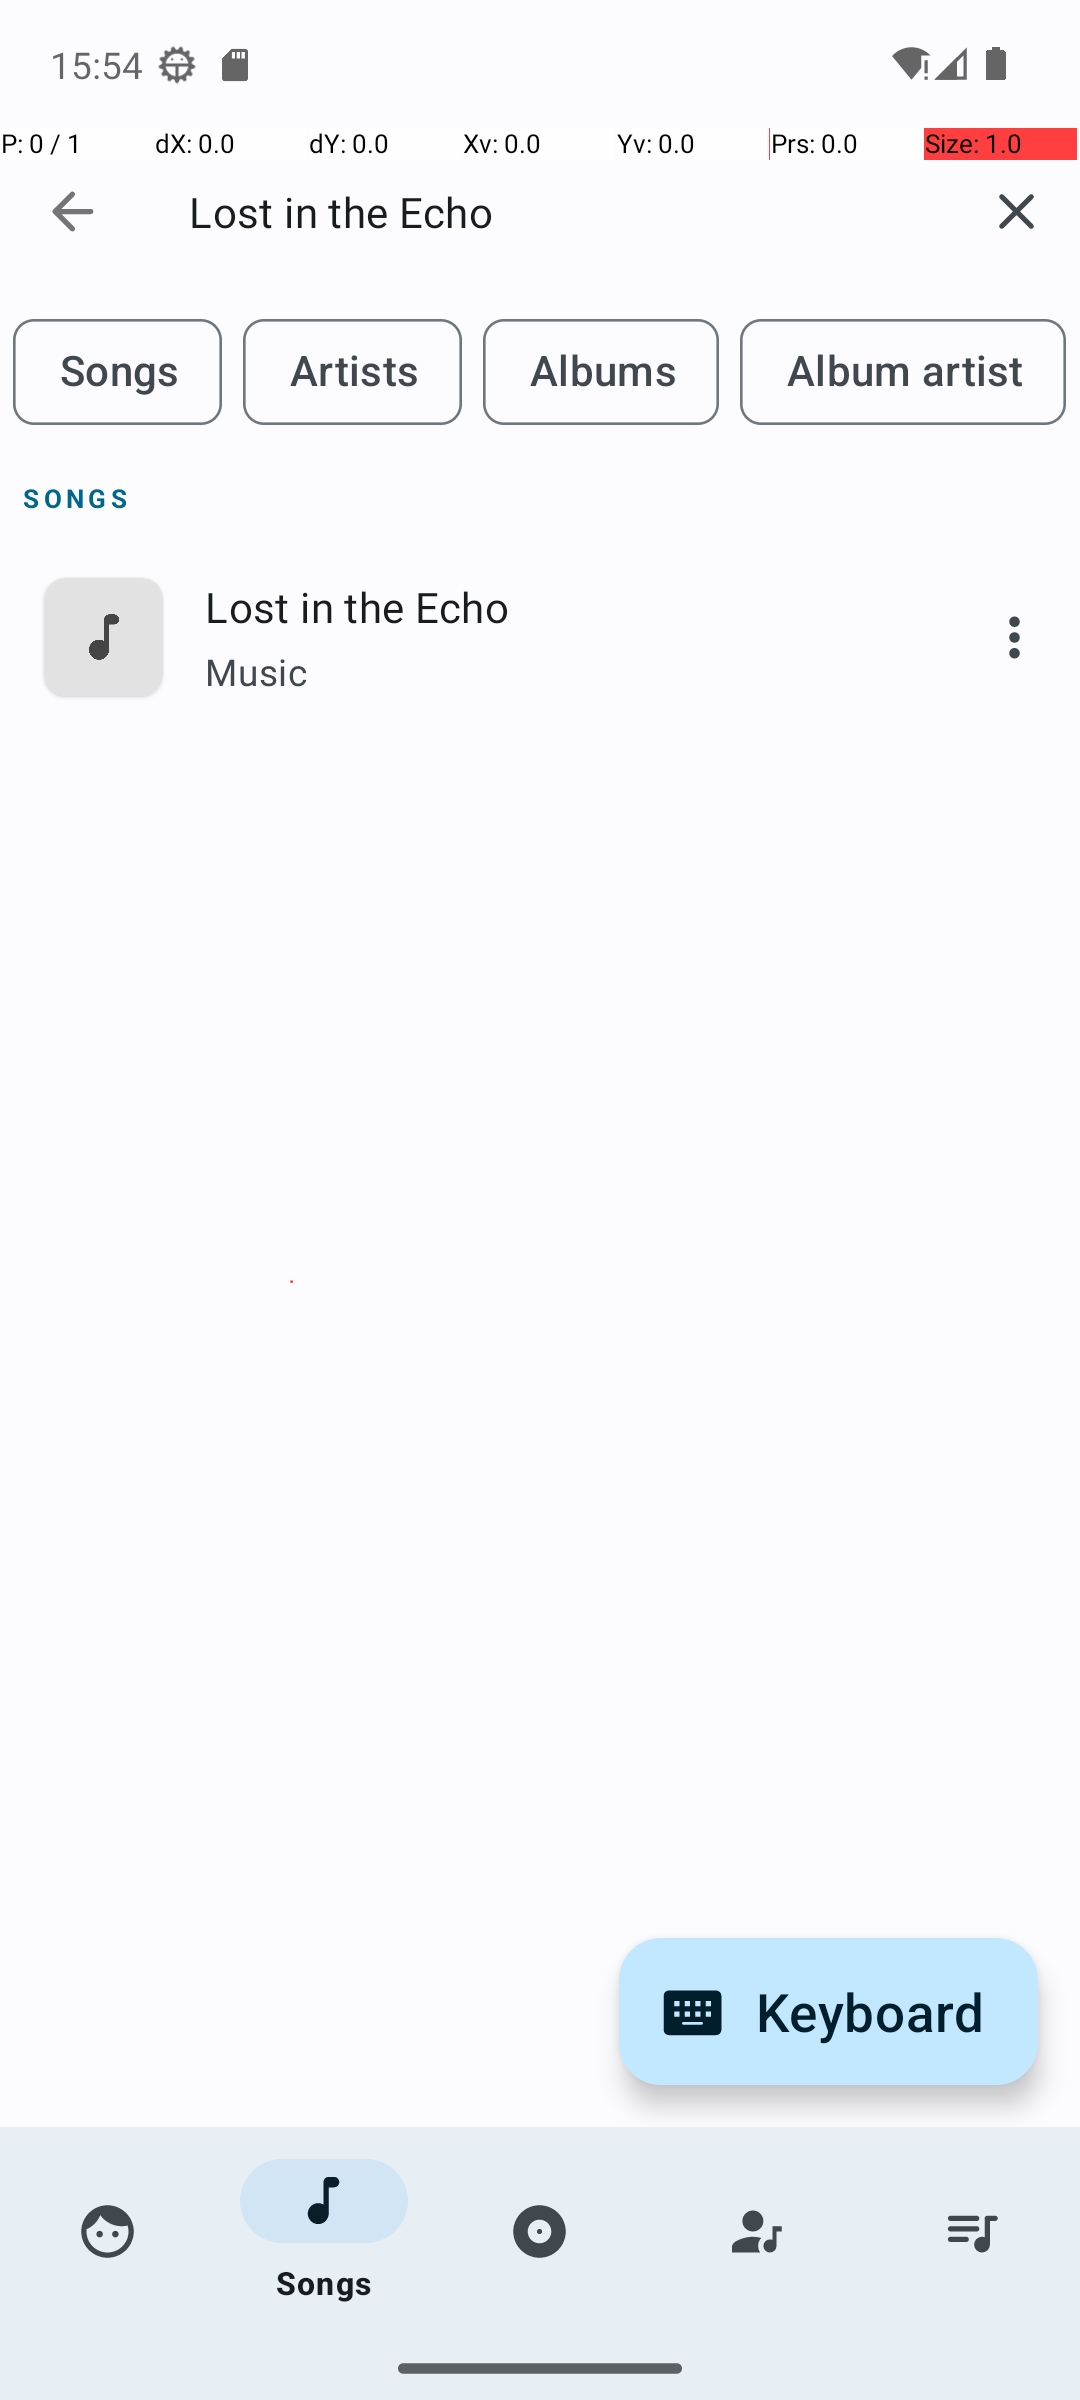 15:54
P: 0 / 1 dX: 0.0 dY: 0.0 Xv: 0.0 Yv: 0.0 Prs: 0.0 Size: 1.0
Lost in the Echo
Songs Artists Albums Album artist
SONGS
Lost in the Echo
Music
Keyboard
Songs